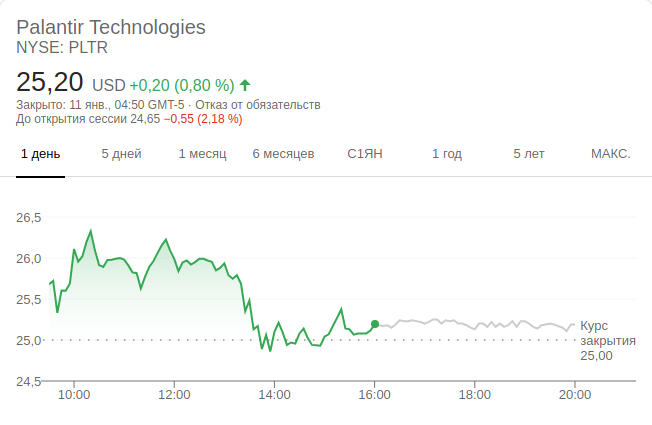 Palantir Technologies
NYSE: PLTR
25,20 USD +0,20 (0,80 %)
Закрыто: 11 янв., 04:50 GMT-5 · Отказ от обязательств
До открытия сессии 24,65 −0,55 (2,18 %)
1 день 5 дней 1 месяц 6 месяцев С1ЯН 1 год 5 лет МАКС.
26,5
26,0
25,5
25,0
24,5
Курс
закрытия
25,00
10:00 12:00 14:00 16:00 18:00 20:00